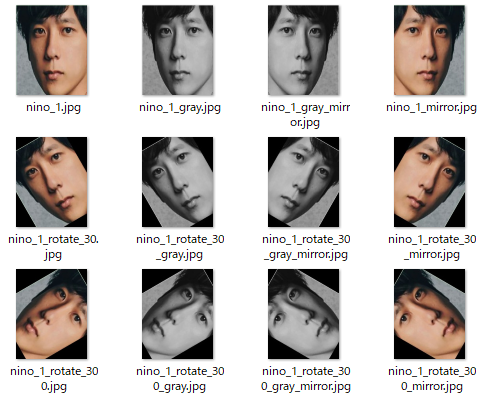 nino_1.jpg
nino_1_gray.jpg
nino_1_gray_mirr
or.jpg
nino_1_mirror.jpg
nino_1_rotate_30.
jpg
nino_1_rotate_30
_gray.jpg
nino_1_rotate_30
_gray_mirror.jpg
nino_1_rotate_30
_mirror.jpg
nino_1_rotate_30
0.jpg
nino_1_rotate_30
0_gray.jpg
nino_1_rotate_30
0_gray_mirror.jpg
nino_1_rotate_30
0_mirror.jpg